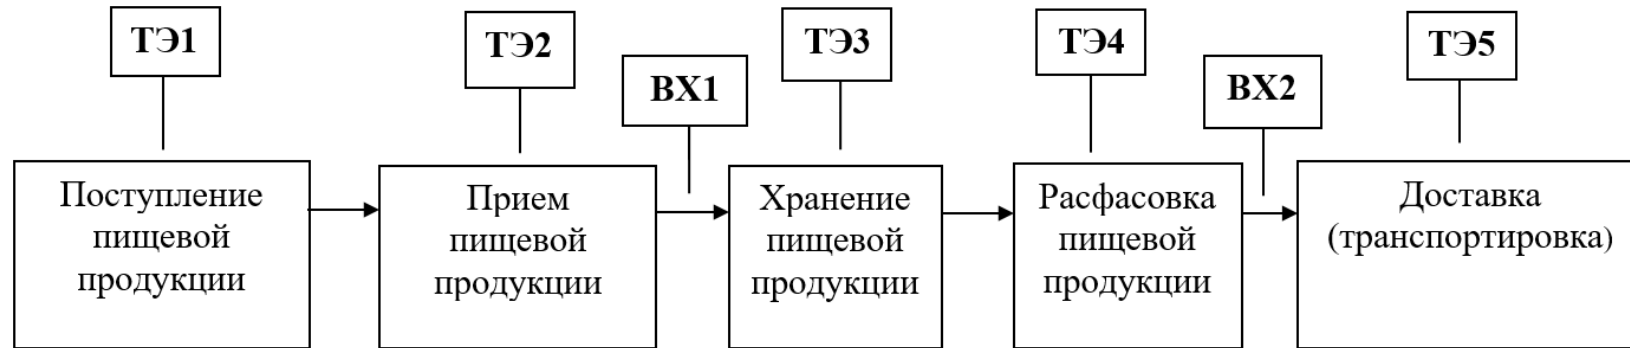 ТЭ1
ТЭ2
ВХ1
ТЭ3
ТЭ4
ВХ2
ТЭ5
Поступление
пищевой
продукции
Прием
пищевой
продукции
Хранение
пищевой
продукции
Расфасовка
пищевой
продукции
Доставка
(транспортировка)